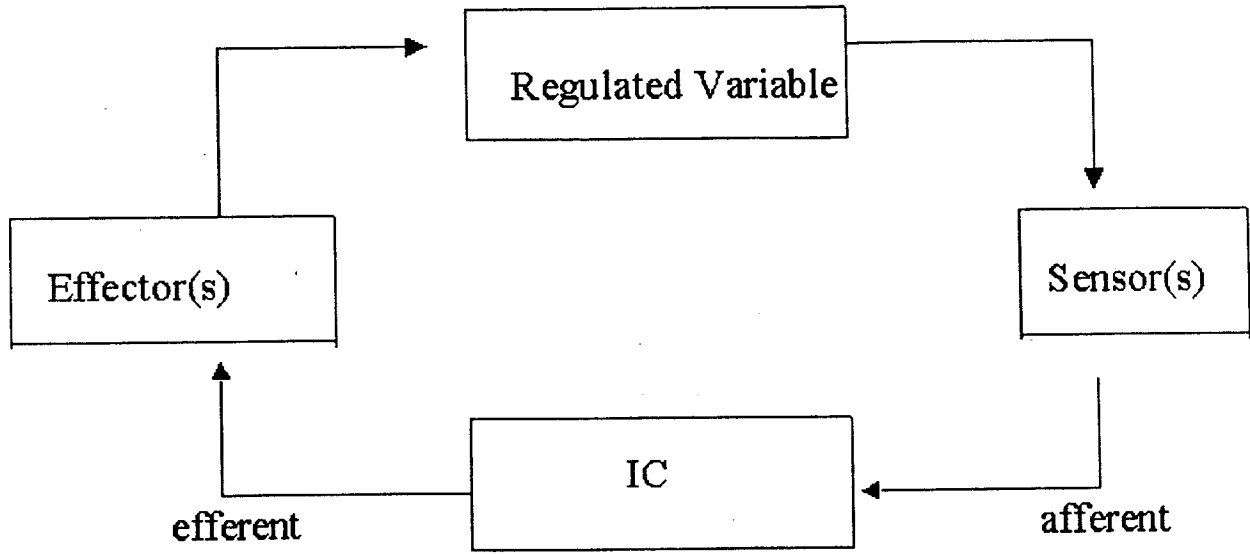 Regulated Variable
Effector(s)
Sensor(s)
IC
efferent
afferent